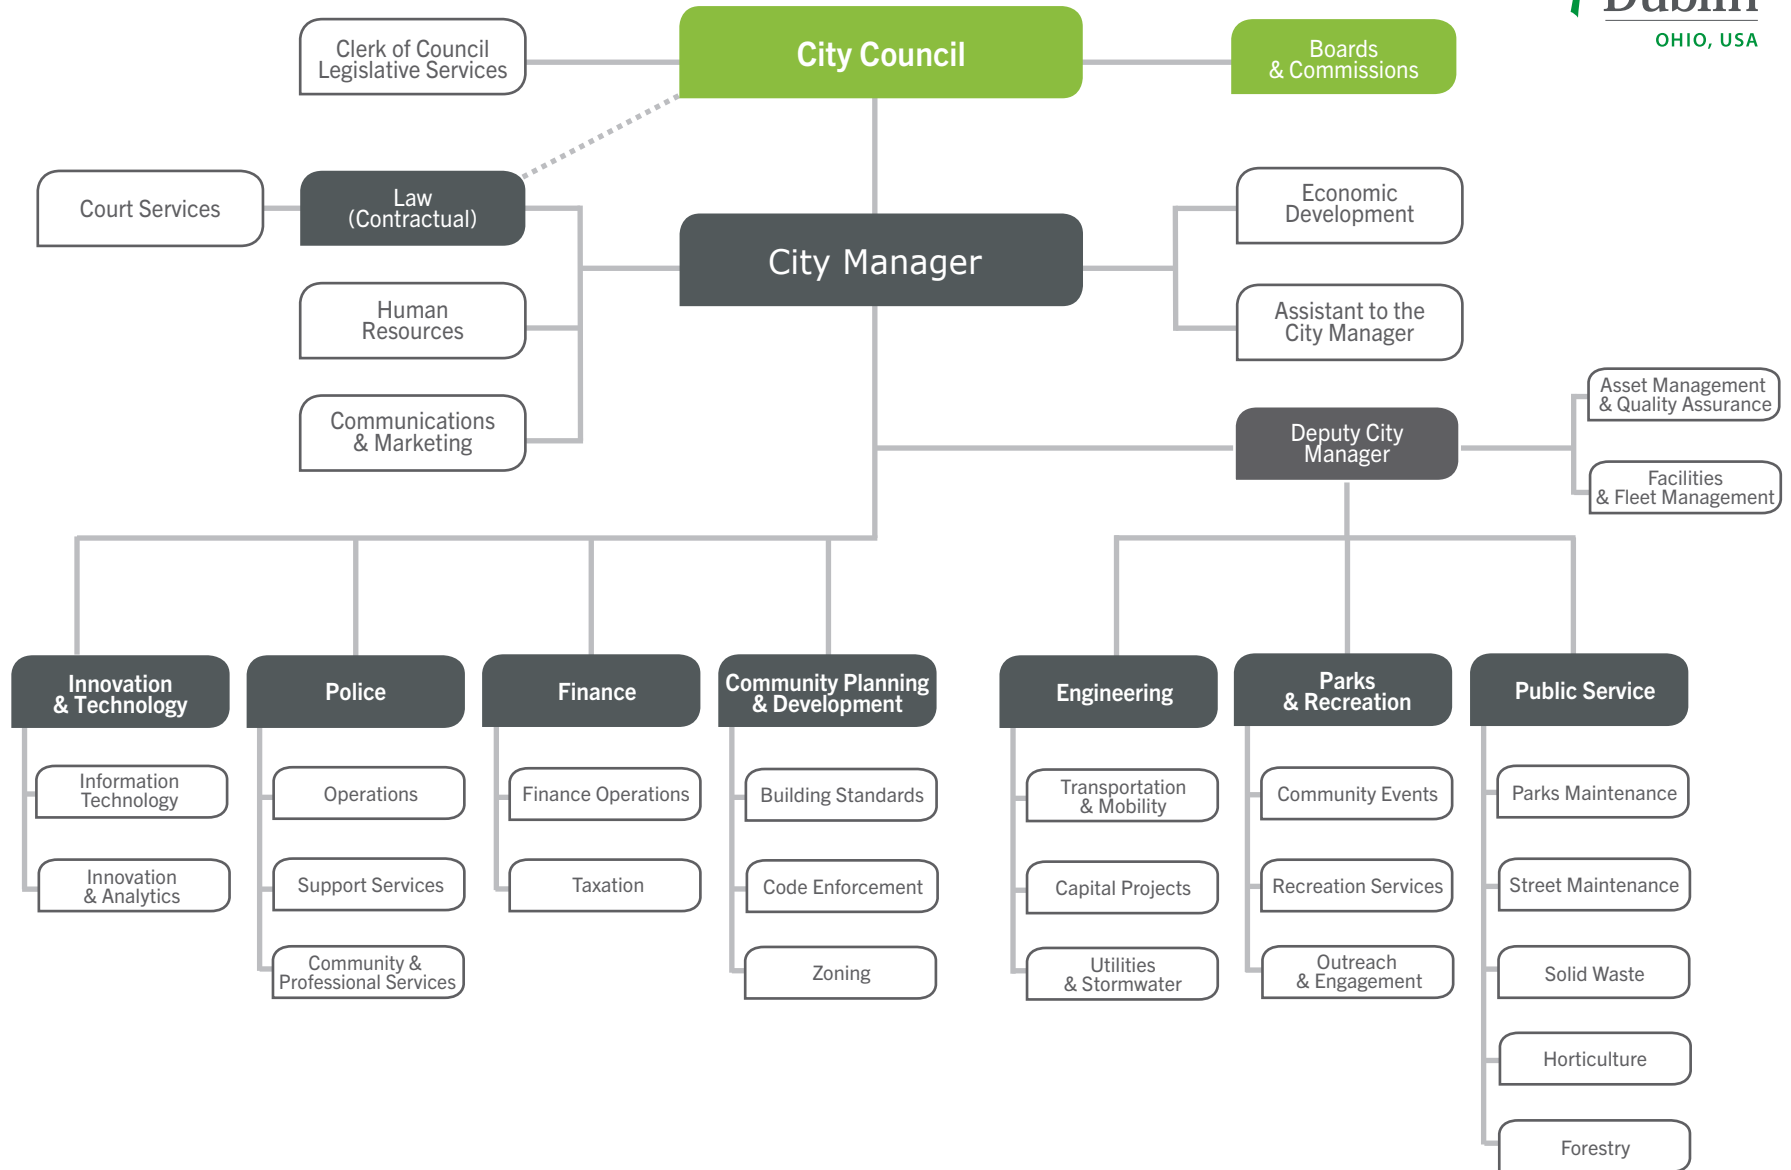 Dublin
OHIO, USA
Clerk of Council
Legislative Services
City Council
Boards
& Commissions
Court Services
Law
(Contractual)
City Manager
Economic
Development
Human
Resources
Assistant to the
City Manager
Communications
& Marketing
Deputy City
Manager
Asset Management
& Quality Assurance
Facilities
& Fleet Management
Innovation
& Technology
Information
Technology
Innovation
& Analytics
Police
Operations
Support Services
Community &
Professional Services
Finance
Finance Operations
Taxation
Community Planning
& Development
Building Standards
Code Enforcement
Zoning
Engineering
Transportation
& Mobility
Capital Projects
Utilities
& Stormwater
Parks
& Recreation
Community Events
Recreation Services
Outreach
& Engagement
Public Service
Parks Maintenance
Street Maintenance
Solid Waste
Horticulture
Forestry